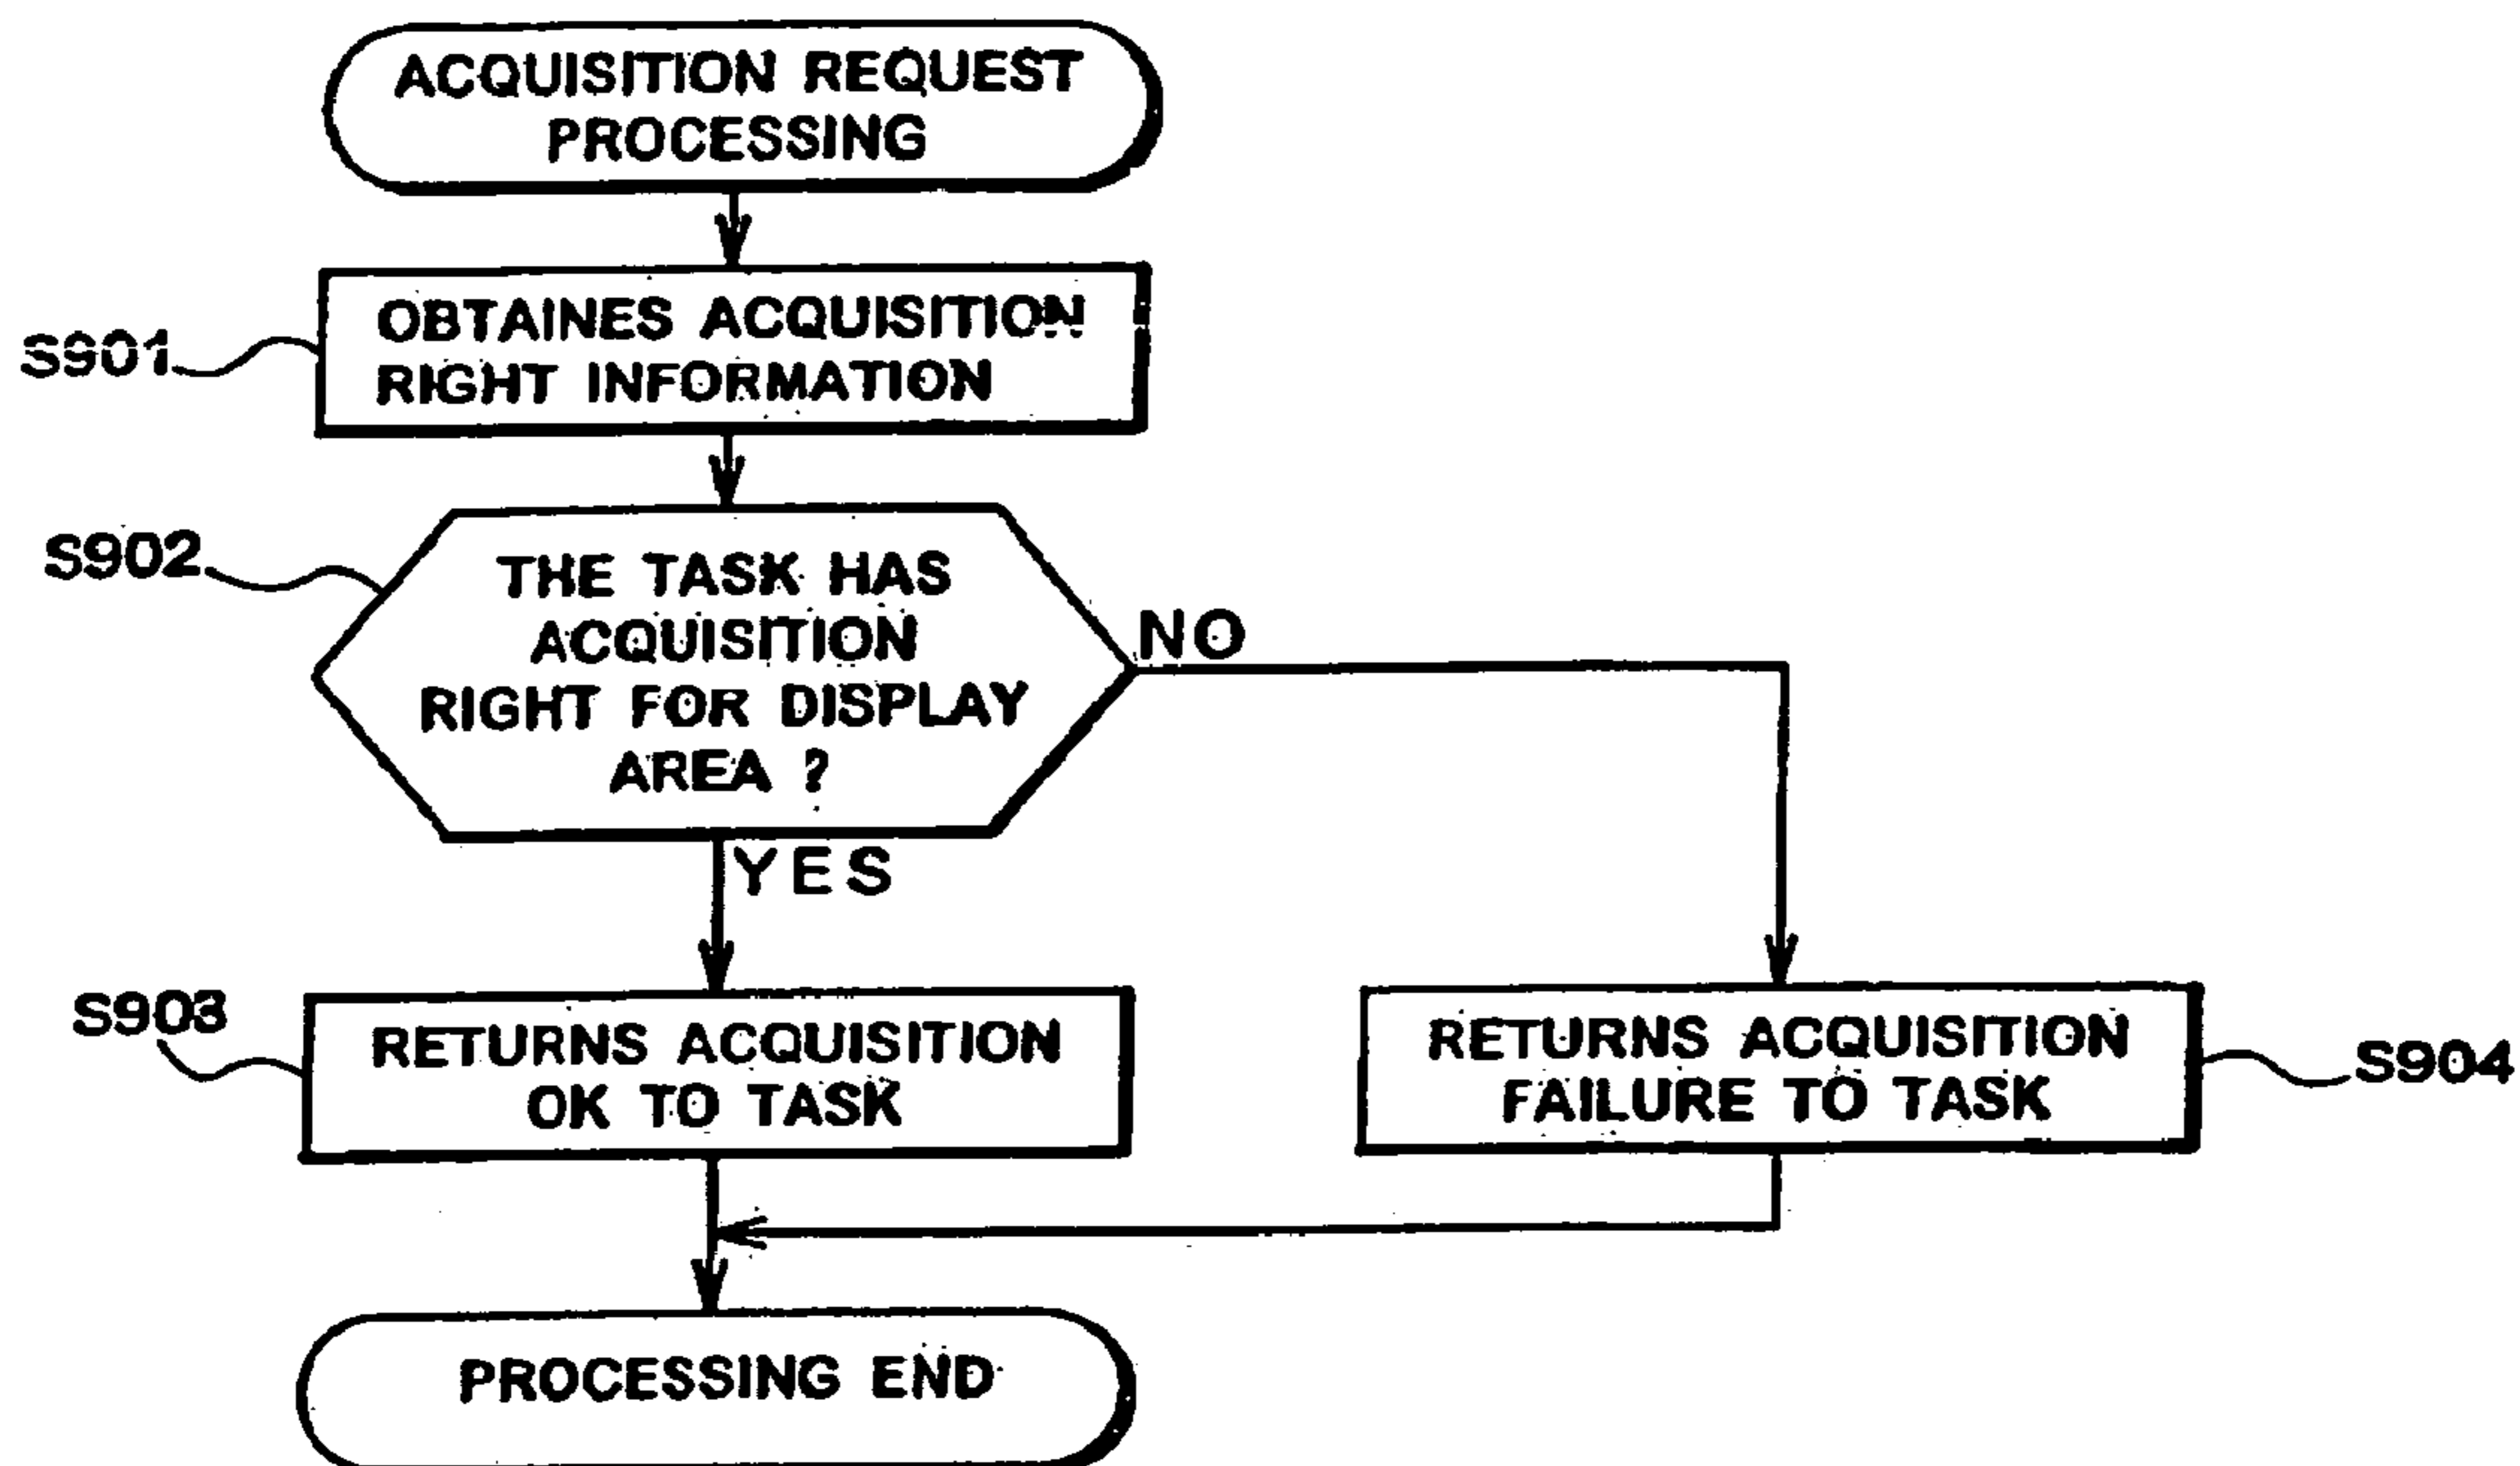 ACQUISITION REQUEST
PROCESSING
S901
OBTAINES ACQUISITION
RIGHT INFORMATION
S902
THE TASK HAS
ACQUISITION
RIGHT FOR DISPLAY
AREA ?
NO
YES
S903
RETURNS ACQUISITION
OK TO TASK
RETURNS ACQUISITION
FAILURE TO TASK
S904
PROCESSING END